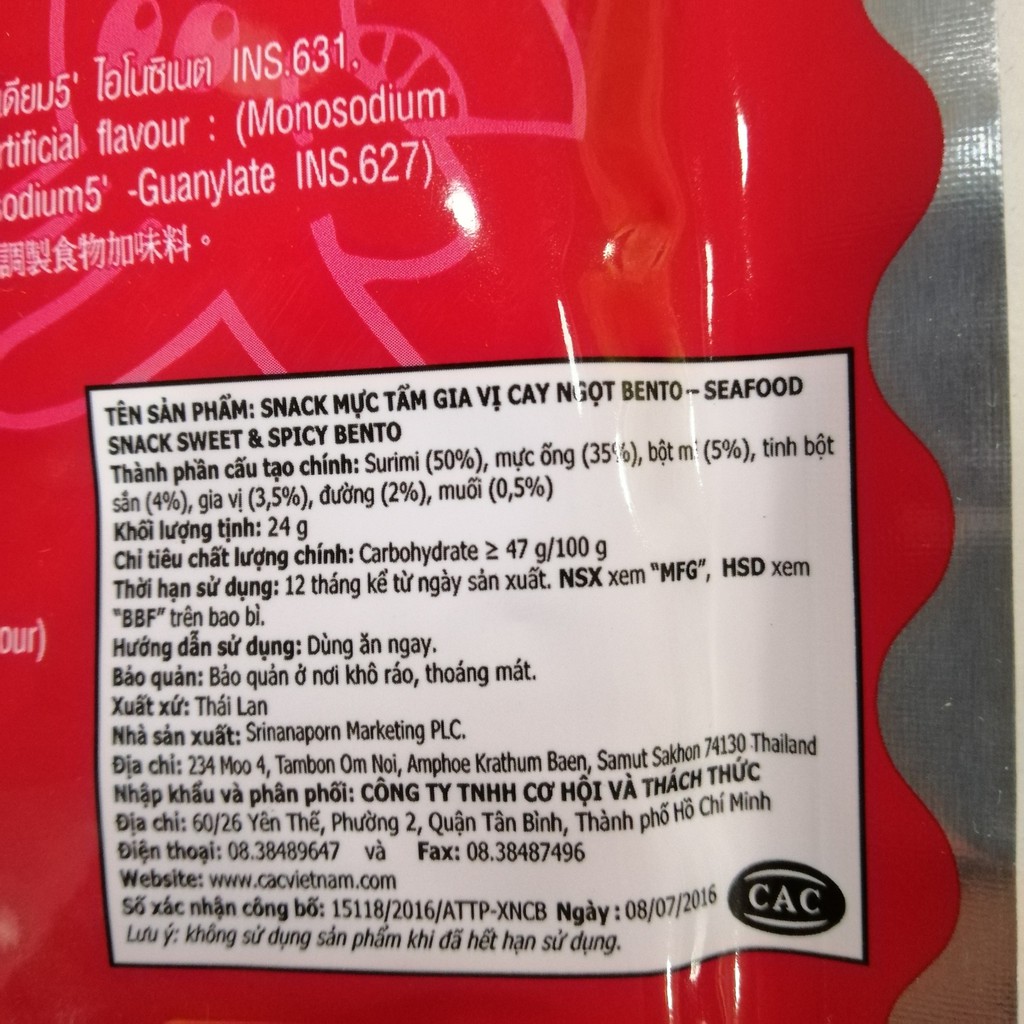 ไอโนซิเนต INS.631,
flavour : (Monosodium
-Guanylate INS.627)
調製食物加味料。
TÊN SẢN PHẨM: SNACK MỰC TẨM GIA VỊ CAY NGỌT BENTO – SEAFOOD
SNACK SWEET & SPICY BENTO
Thành phần cấu tạo chính: Surimi (50%), mực ống (35%), bột mì (5%), tinh bột
sắn (4%), gia vị (3,5%), đường (2%), muối (0,5%)
Khối lượng tịnh: 24 g
Chỉ tiêu chất lượng chính: Carbohydrate ≥ 47 g/100 g
Thời hạn sử dụng: 12 tháng kể từ ngày sản xuất. NSX xem "MFG", HSD xem
"BBF" trên bao bì.
Hướng dẫn sử dụng: Dùng ăn ngay.
Bảo quản: Bảo quản ở nơi khô ráo, thoáng mát.
Xuất xứ: Thái Lan
Nhà sản xuất: Srinanaporn Marketing PLC.
Địa chỉ: 234 Moo 4, Tambon Om Noi, Amphoe Krathum Baen, Samut Sakhon 74130 Thailand
Nhập khẩu và phân phối: CÔNG TY TNHH CƠ HỘI VÀ THÁCH THỨC
Địa chỉ: 60/26 Yên Thế, Phường 2, Quận Tân Bình, Thành phố Hồ Chí Minh
Điện thoại: 08.38489647 và Fax: 08.38487496
Website: www.cacvietnam.com
Số xác nhận công bố: 15118/2016/ATTP-XNCB Ngày : 08/07/2016
CAC
Lưu ý: không sử dụng sản phẩm khi đã hết hạn sử dụng.